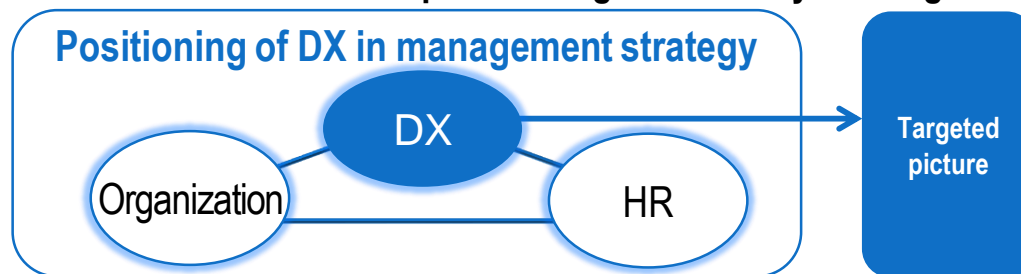 Positioning of DX in management strategy
DX
Organization
HR
Targeted
picture